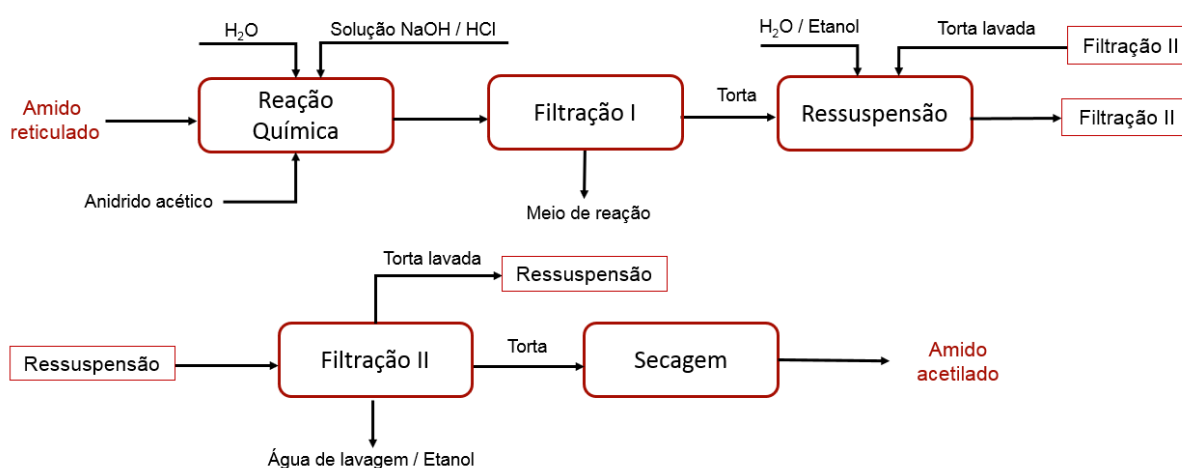 H₂O
Solução NaOH / HCl
H₂O / Etanol
Torta lavada
Filtração II
Amido
reticulado
Reação
Química
Filtração I
Torta
Ressuspensão
Filtração II
Anidrido acético
Meio de reação
Torta lavada
Ressuspensão
Ressuspensão
Filtração II
Torta
Secagem
Amido
acetilado
Água de lavagem / Etanol